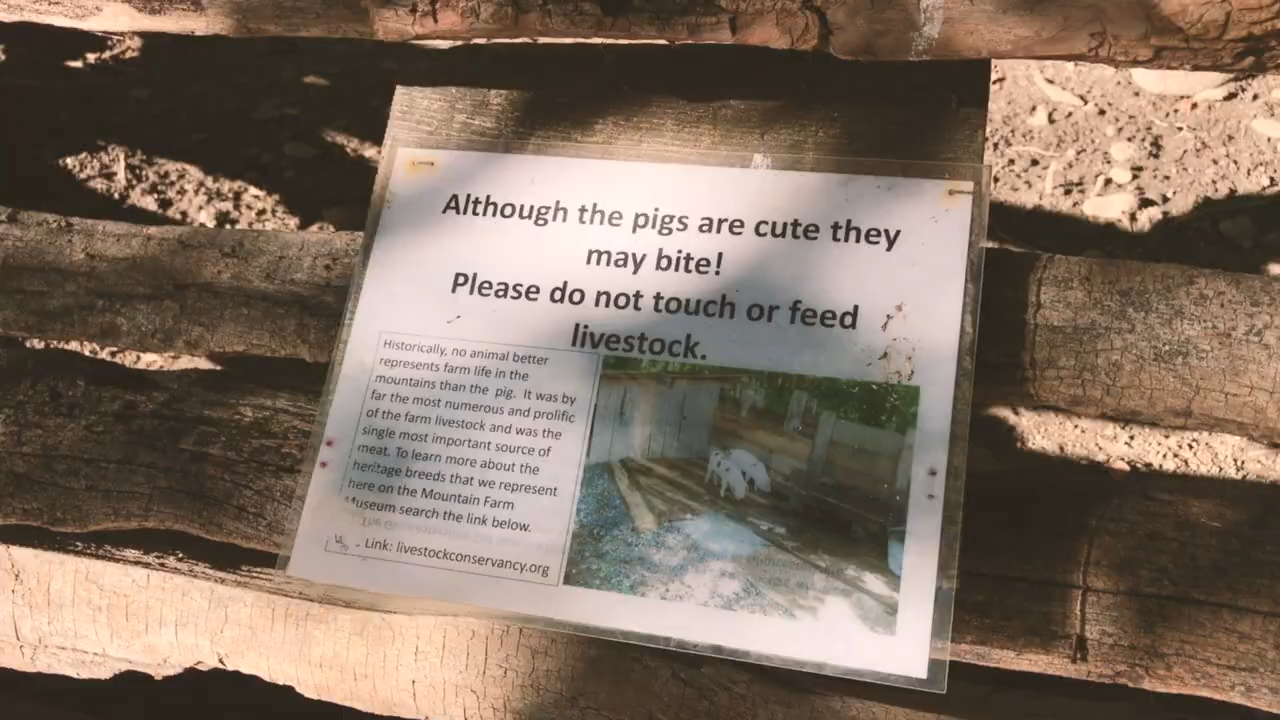 Although the pigs are cute they
may bite!
Please do not touch or feed
livestock.
Historically, no animal better
represents farm life in the
mountains than the pig. It was by
far the most numerous and prolific
of the farm livestock and was the
single most important source of
meat. To learn more about the
heritage breeds that we represent
here on the Mountain Farm
Museum search the link below.
Link: livestockconservancy.org